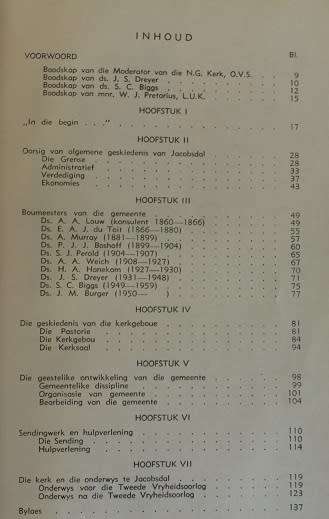 INHOUD
VOORWOORD Bl.
Boodskap van die Moderator van die N.G. Kerk, O.V.S. . . 9
Boodskap van ds. J. S. Dreyer . . . . 10
Boodskap van ds. S. C. Biggs . . . . 12
Boodskap van mnr. W. J. Pretorius, L.U.K. . . . 15
HOOFSTUK I
„In die begin . . ." . . . . 17
HOOFSTUK II
Oorsig van algemene geskiedenis van Jacobsdal . . . . 28
Die Grense . . . . 28
Administratief . . . . 33
Verdediging . . . . 37
Ekonomies . . . . 43
HOOFSTUK III
Boumeesters van die gemeente . . . . 49
Ds. A. A. Louw (konsulent 1860—1866) . . . . 49
Ds. E. A. J. du Toit (1866—1880) . . . . 55
Ds. A. Murray (1881—1899) . . . . 57
Ds. P. J. J. Boshoff (1899—1904) . . . . 60
Ds. S. J. Perold (1904—1907) . . . . 65
Ds. A. A. Weich (1908—1927) . . . . 67
Ds. H. A. Hanekom (1927—1930) . . . . 70
Ds. J. S. Dreyer (1931—1948) . . . . 71
Ds. S. C. Biggs (1949—1959) . . . . 75
Ds. J. M. Burger (1950— ) . . . . 77
HOOFSTUK IV
Die geskiedenis van die kerkgeboue . . . . 81
Die Pastorie . . . . 81
Die Kerkgebou . . . . 84
Die Kerksaal . . . . 94
HOOFSTUK V
Die geestelike ontwikkeling van die gemeente . . . . 98
Gemeentelike dissipline . . . . 99
Organisasie van gemeente . . . . 101
Bearbeiding van die gemeente . . . . 104
HOOFSTUK VI
Sendingwerk en hulpverlening . . . . 110
Die Sending . . . . 110
Hulpverlening . . . . 114
HOOFSTUK VII
Die kerk en die onderwys te Jacobsdal . . . . 119
Onderwys voor die Tweede Vryheidsoorlog . . . . 119
Onderwys na die Tweede Vryheidsoorlog . . . . 123
Bylaes . . . . 137